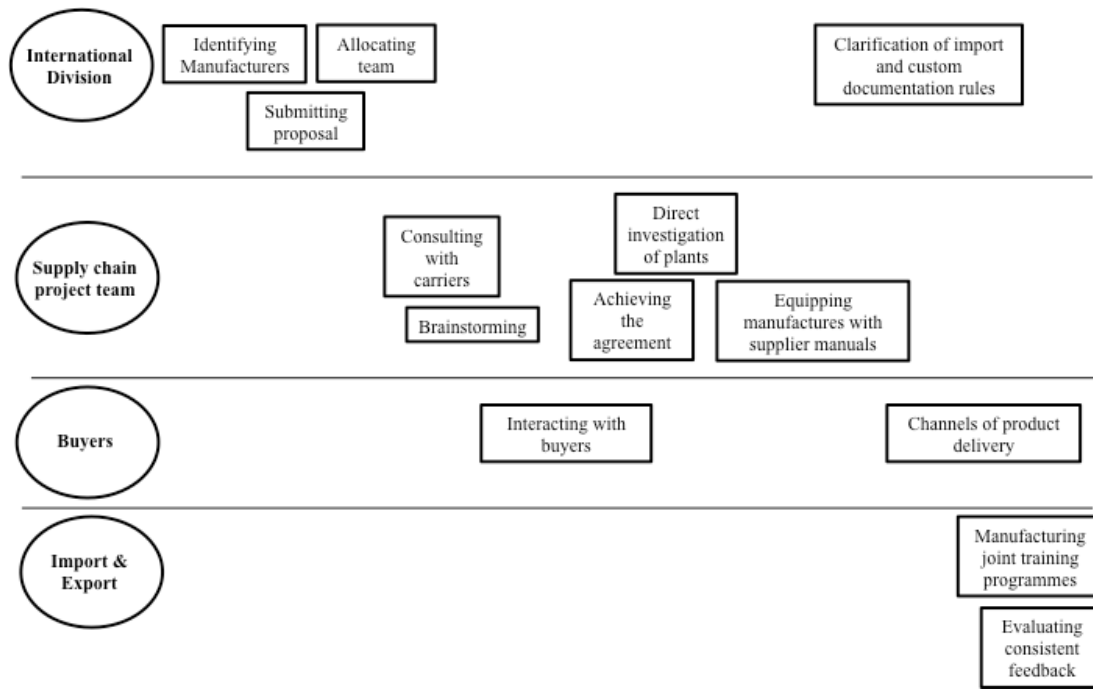 International
Division
Identifying
Manufacturers
Allocating
team
Submitting
proposal
Clarification of import
and custom
documentation rules
Supply chain
project team
Consulting
with
carriers
Brainstorming
Direct
investigation
of plants
Achieving
the
agreement
Equipping
manufactures with
supplier manuals
Buyers
Interacting with
buyers
Channels of product
delivery
Import &
Export
Manufacturing
joint training
programmes
Evaluating
consistent
feedback